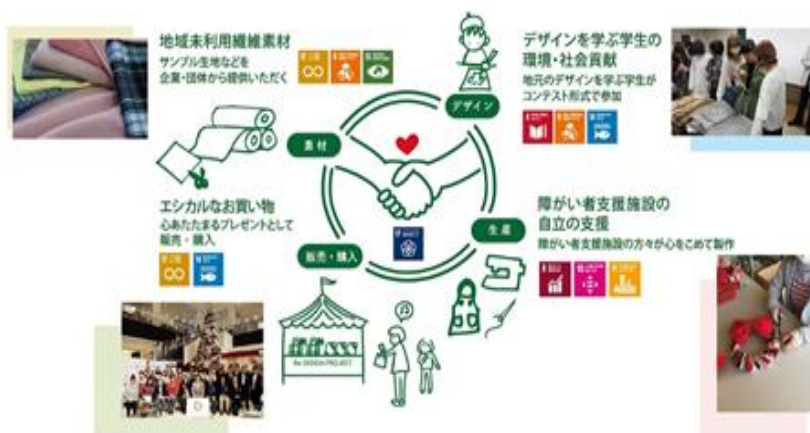 地域未利用繊維素材
サンプル生地などを
企業・団体から提供いただく
デザイン
デザインを学ぶ学生の
環境・社会貢献
地元のデザインを学ぶ学生が
コンテスト形式で参加
素材
エシカルなお買い物
心あたたまるプレゼントとして
販売・購入
販売・購入
生産
障がい者支援施設の
自立の支援
障がい者支援施設の方々が心をこめて製作
Re DESIGN PROJECT